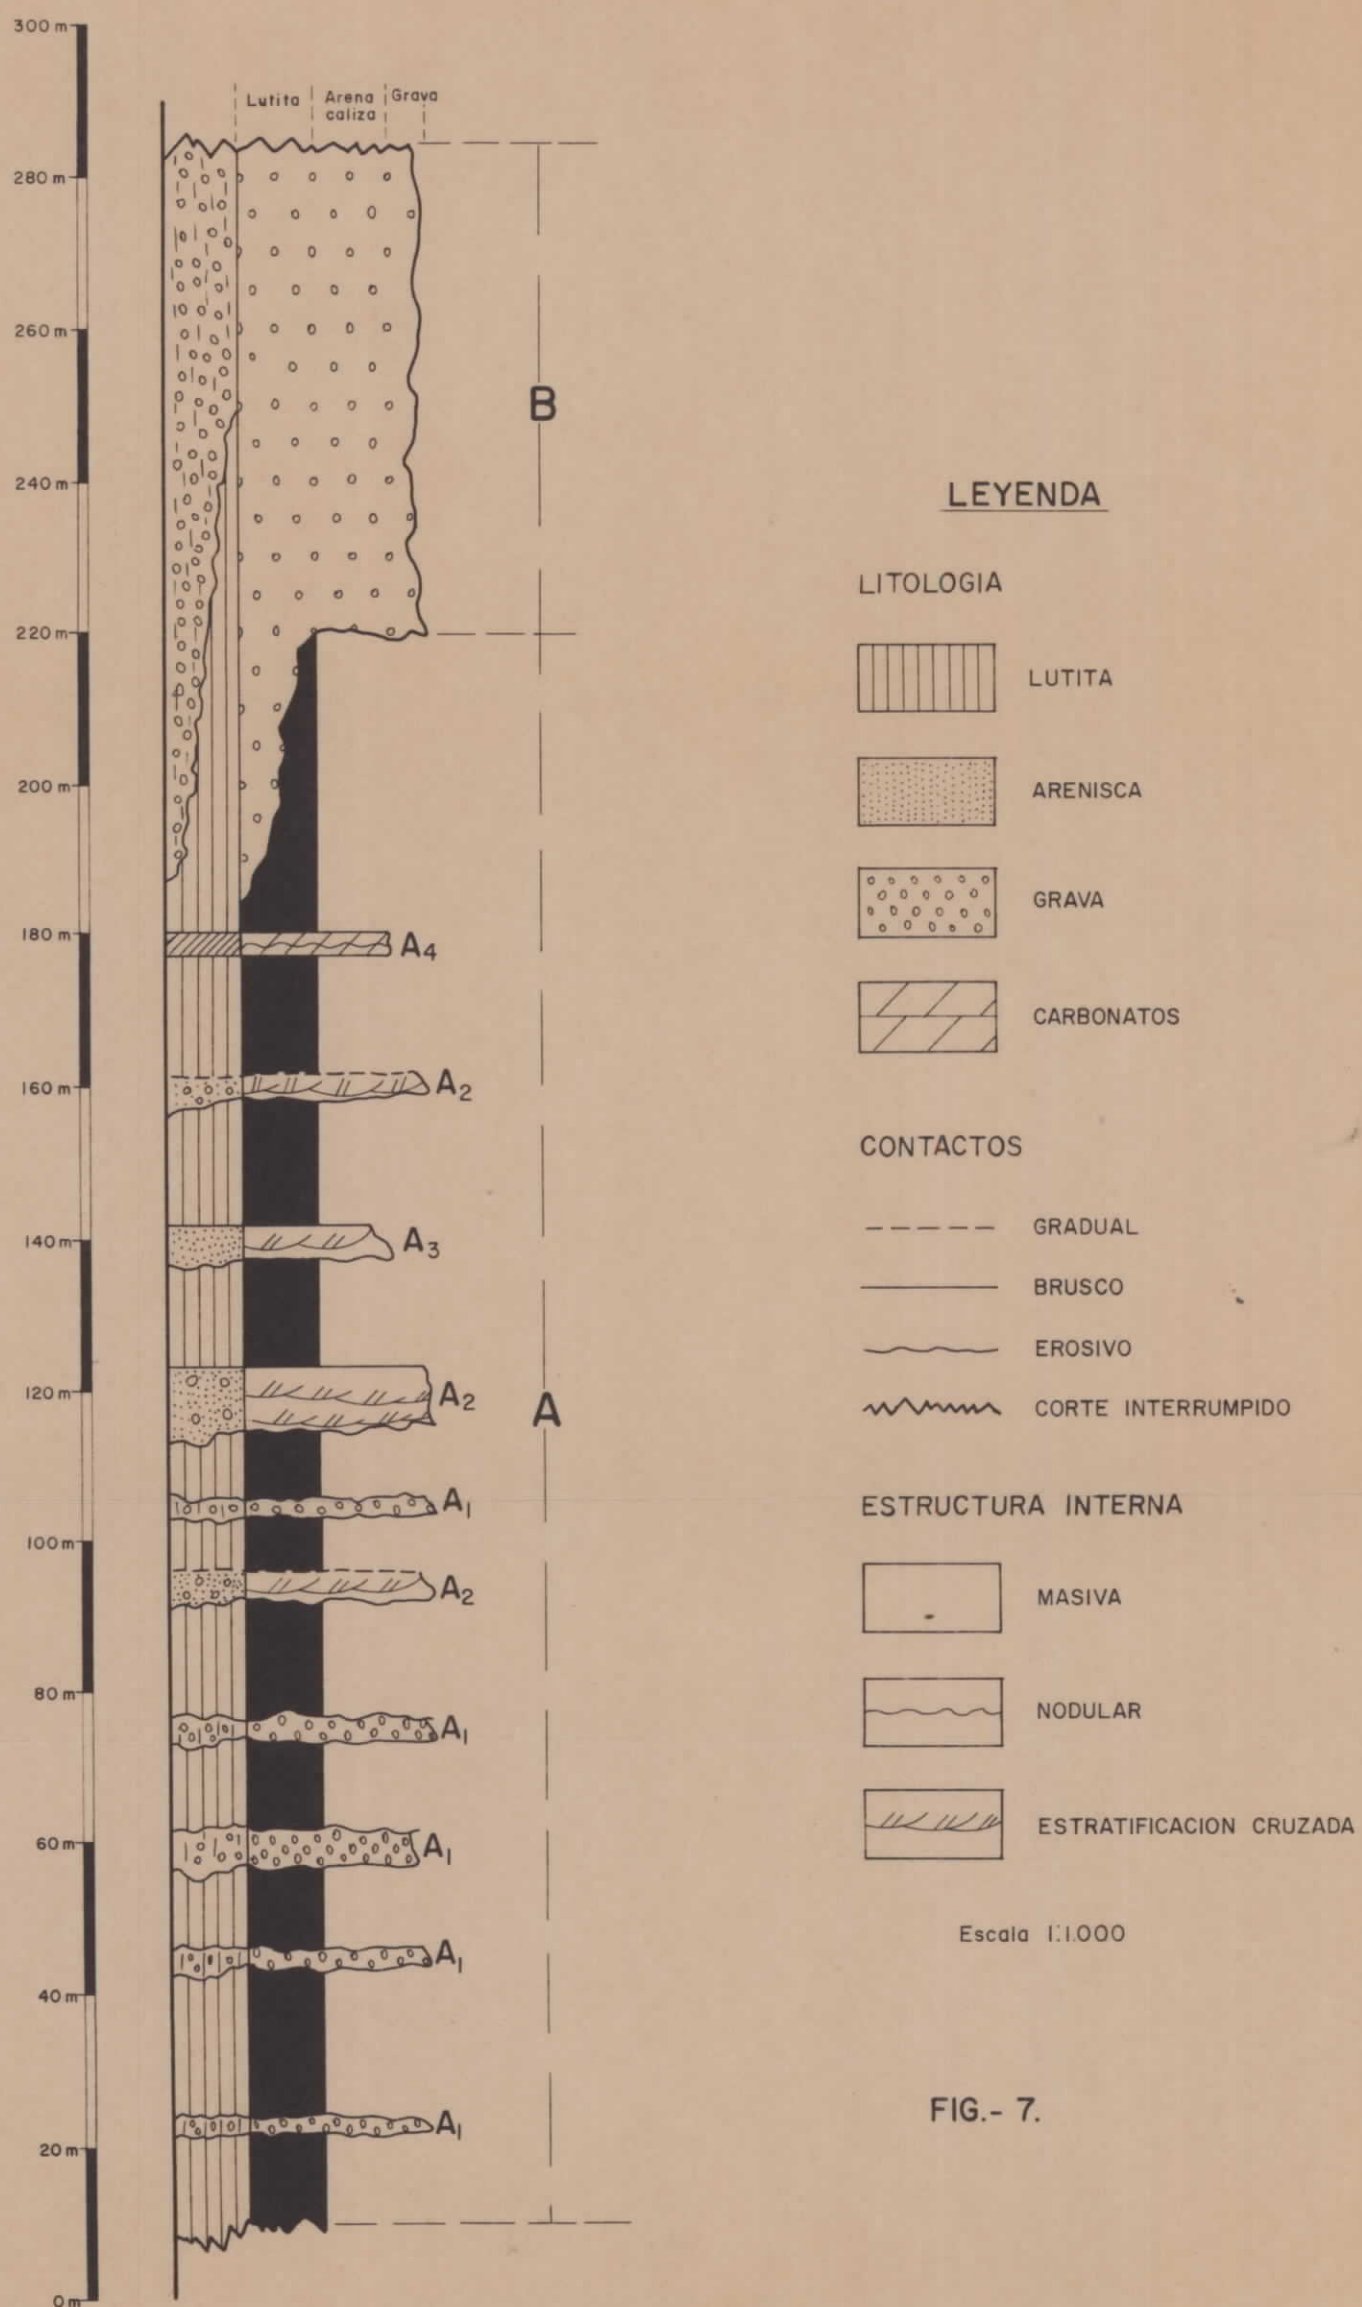 300 m
Lutita
Arena
caliza
Grava
280 m
260 m
B
240 m
220 m
200 m
180 m
A4
160 m
A2
140 m
A3
120 m
A2
A
A1
100 m
A2
80 m
A1
60 m
A1
A1
40 m
A1
20 m
0 m
LEYENDA
LITOLOGIA
LUTITA
ARENISCA
GRAVA
CARBONATOS
CONTACTOS
GRADUAL
BRUSCO
EROSIVO
CORTE INTERRUMPIDO
ESTRUCTURA INTERNA
MASIVA
NODULAR
ESTRATIFICACION CRUZADA
Escala 1:1.000
FIG.- 7.